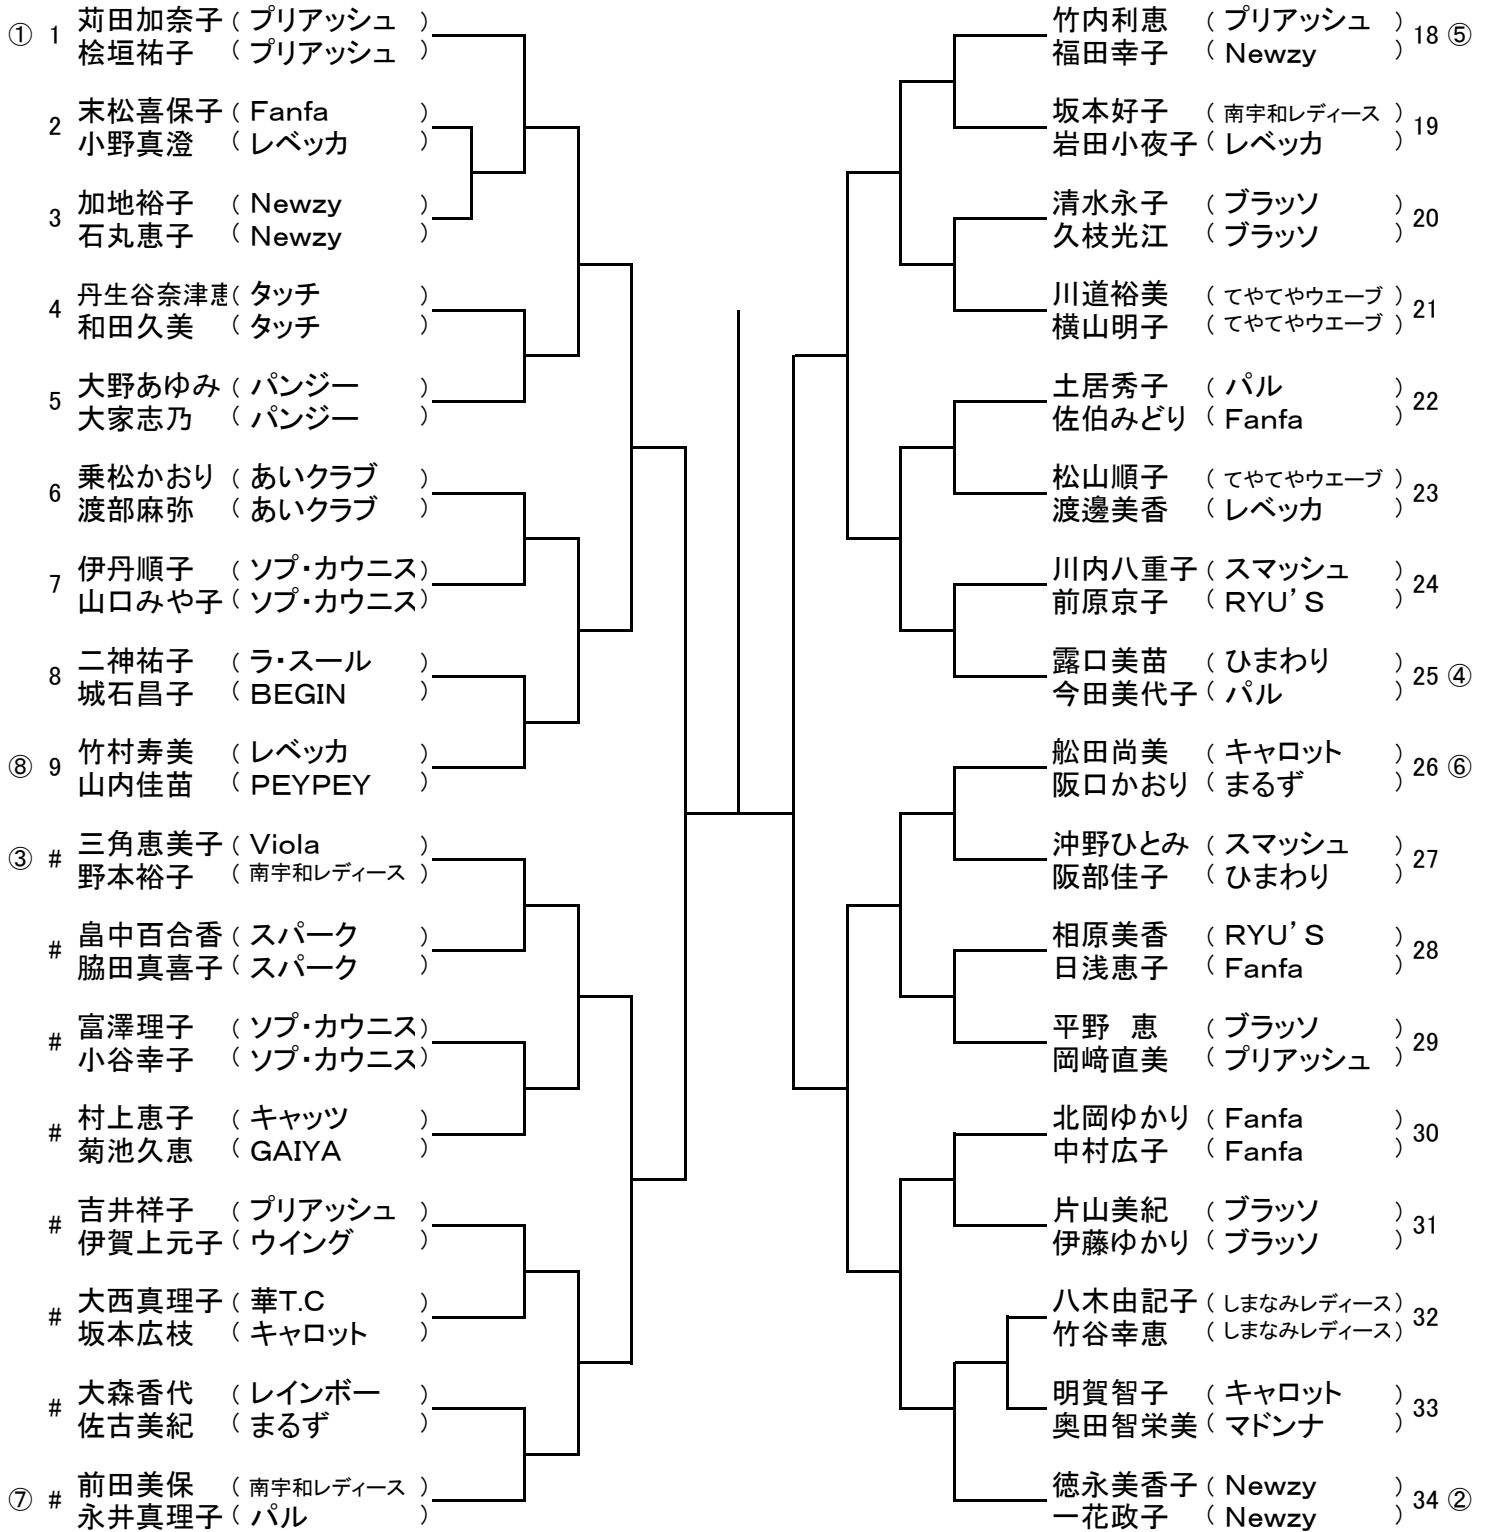 ① 1 苅田加奈子 ( プリアッシュ )
桧垣祐子 ( プリアッシュ )
2 末松喜保子 ( Fanfa )
小野真澄 ( レベッカ )
3 加地裕子 ( Newzy )
石丸恵子 ( Newzy )
4 丹生谷奈津恵 ( タッチ )
和田久美 ( タッチ )
5 大野あゆみ ( パンジー )
大家志乃 ( パンジー )
6 乗松かおり ( あいクラブ )
渡部麻弥 ( あいクラブ )
7 伊丹順子 ( ソプ・カウニス )
山口みや子 ( ソプ・カウニス )
8 二神祐子 ( ラ・スール )
城石昌子 ( BEGIN )
⑧ 9 竹村寿美 ( レベッカ )
山内佳苗 ( PEYPEY )
③ # 三角恵美子 ( Viola )
野本裕子 ( 南宇和レディース )
# 畠中百合香 ( スパーク )
脇田真喜子 ( スパーク )
# 富澤理子 ( ソプ・カウニス )
小谷幸子 ( ソプ・カウニス )
# 村上恵子 ( キャッツ )
菊池久恵 ( GAIYA )
# 吉井祥子 ( プリアッシュ )
伊賀上元子 ( ウイング )
# 大西真理子 ( 華T.C )
坂本広枝 ( キャロット )
# 大森香代 ( レインボー )
佐古美紀 ( まるず )
⑦ # 前田美保 ( 南宇和レディース )
永井真理子 ( パル )
竹内利恵 ( プリアッシュ ) 18 ⑤
福田幸子 ( Newzy )
坂本好子 ( 南宇和レディース ) 19
岩田小夜子 ( レベッカ )
清水永子 ( ブラッソ ) 20
久枝光江 ( ブラッソ )
川道裕美 ( てやてやウエーブ ) 21
横山明子 ( てやてやウエーブ )
土居秀子 ( パル ) 22
佐伯みどり ( Fanfa )
松山順子 ( てやてやウエーブ ) 23
渡邊美香 ( レベッカ )
川内八重子 ( スマッシュ ) 24
前原京子 ( RYU’S )
露口美苗 ( ひまわり ) 25 ④
今田美代子 ( パル )
舩田尚美 ( キャロット ) 26 ⑥
阪口かおり ( まるず )
沖野ひとみ ( スマッシュ ) 27
阪部佳子 ( ひまわり )
相原美香 ( RYU’S ) 28
日浅恵子 ( Fanfa )
平野 恵 ( ブラッソ ) 29
岡﨑直美 ( プリアッシュ )
北岡ゆかり ( Fanfa ) 30
中村広子 ( Fanfa )
片山美紀 ( ブラッソ ) 31
伊藤ゆかり ( ブラッソ )
八木由記子 ( しまなみレディース ) 32
竹谷幸恵 ( しまなみレディース )
明賀智子 ( キャロット ) 33
奥田智栄美 ( マドンナ )
徳永美香子 ( Newzy ) 34 ②
一花政子 ( Newzy )